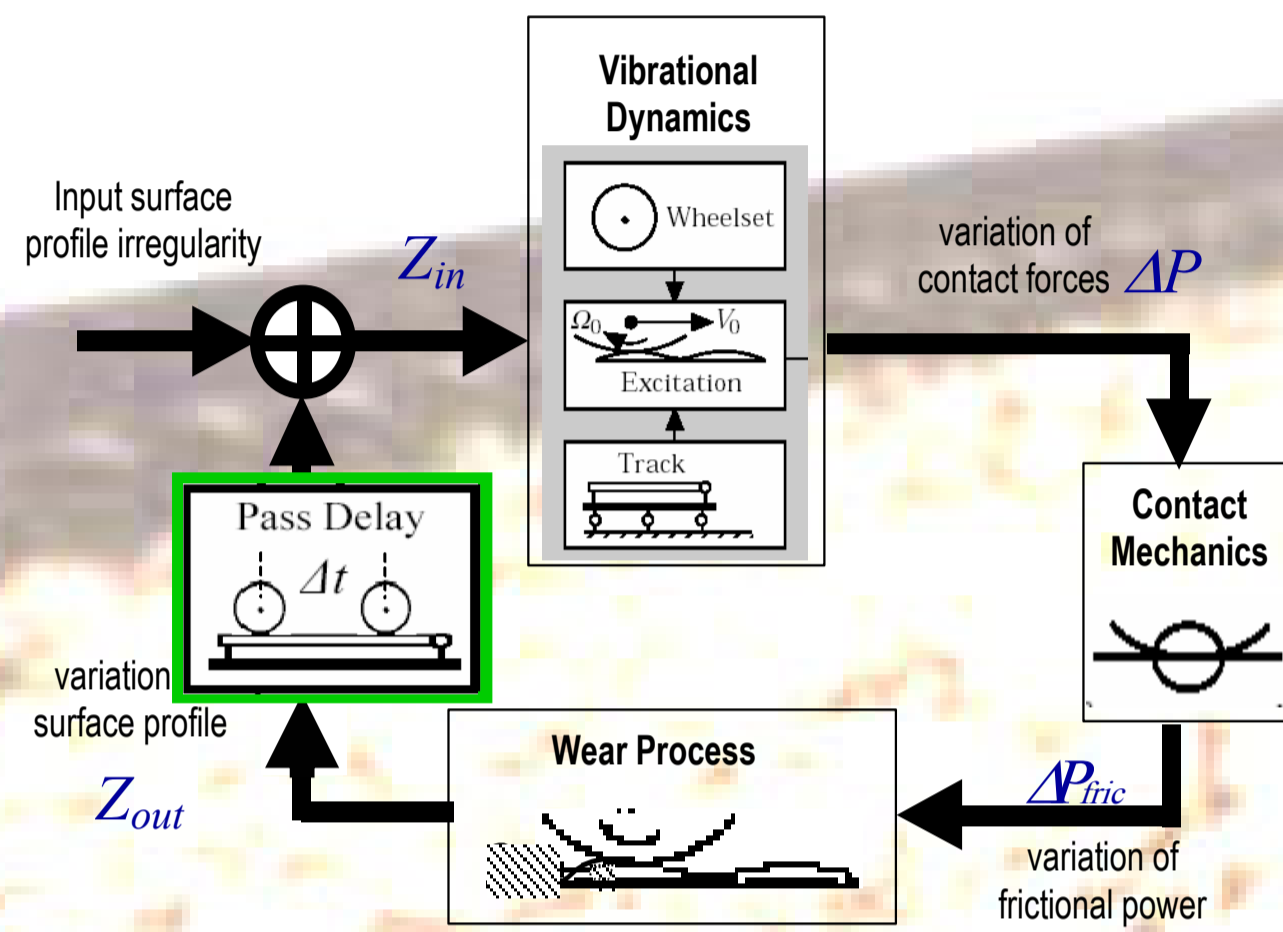 Vibrational
Dynamics
Wheelset
Ω₀
V₀
Excitation
Track
Input surface
profile irregularity
Zᵢₙ
variation of
contact forces ΔP
Contact
Mechanics
Pass Delay
Δt
variation
surface profile
Z_out
Wear Process
ΔP_fric
variation of
frictional power